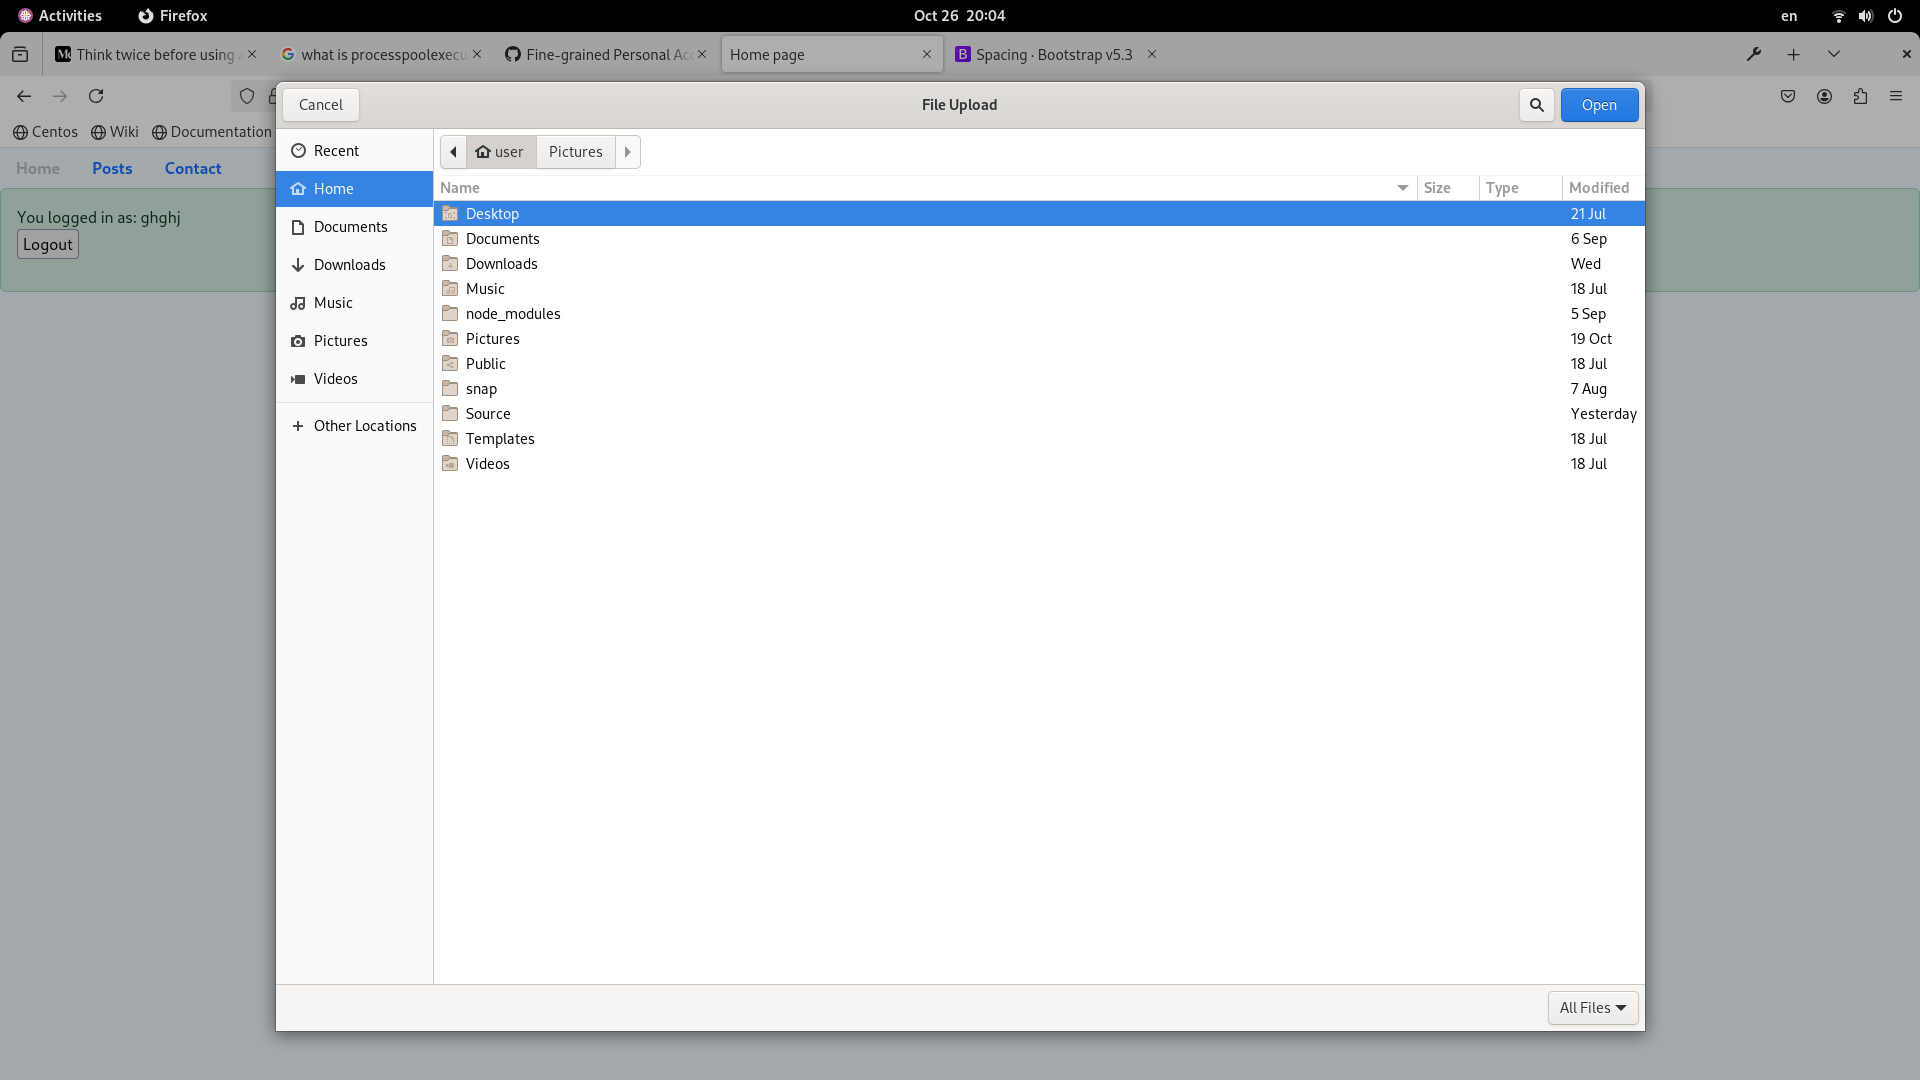 Activities
Firefox
Oct 26 20:04
en
Think twice before using
what is processpoolexecu
Fine-grained Personal Acc
Home page
Spacing · Bootstrap v5.3
Cancel
File Upload
Open
Centos
Wiki
Documentation
Home
Posts
Contact
You logged in as: ghghj
Logout
Recent
Home
Documents
Downloads
Music
Pictures
Videos
Other Locations
user
Pictures
Name
Size
Type
Modified
Desktop 21 Jul
Documents 6 Sep
Downloads Wed
Music 18 Jul
node_modules 5 Sep
Pictures 19 Oct
Public 18 Jul
snap 7 Aug
Source Yesterday
Templates 18 Jul
Videos 18 Jul
All Files